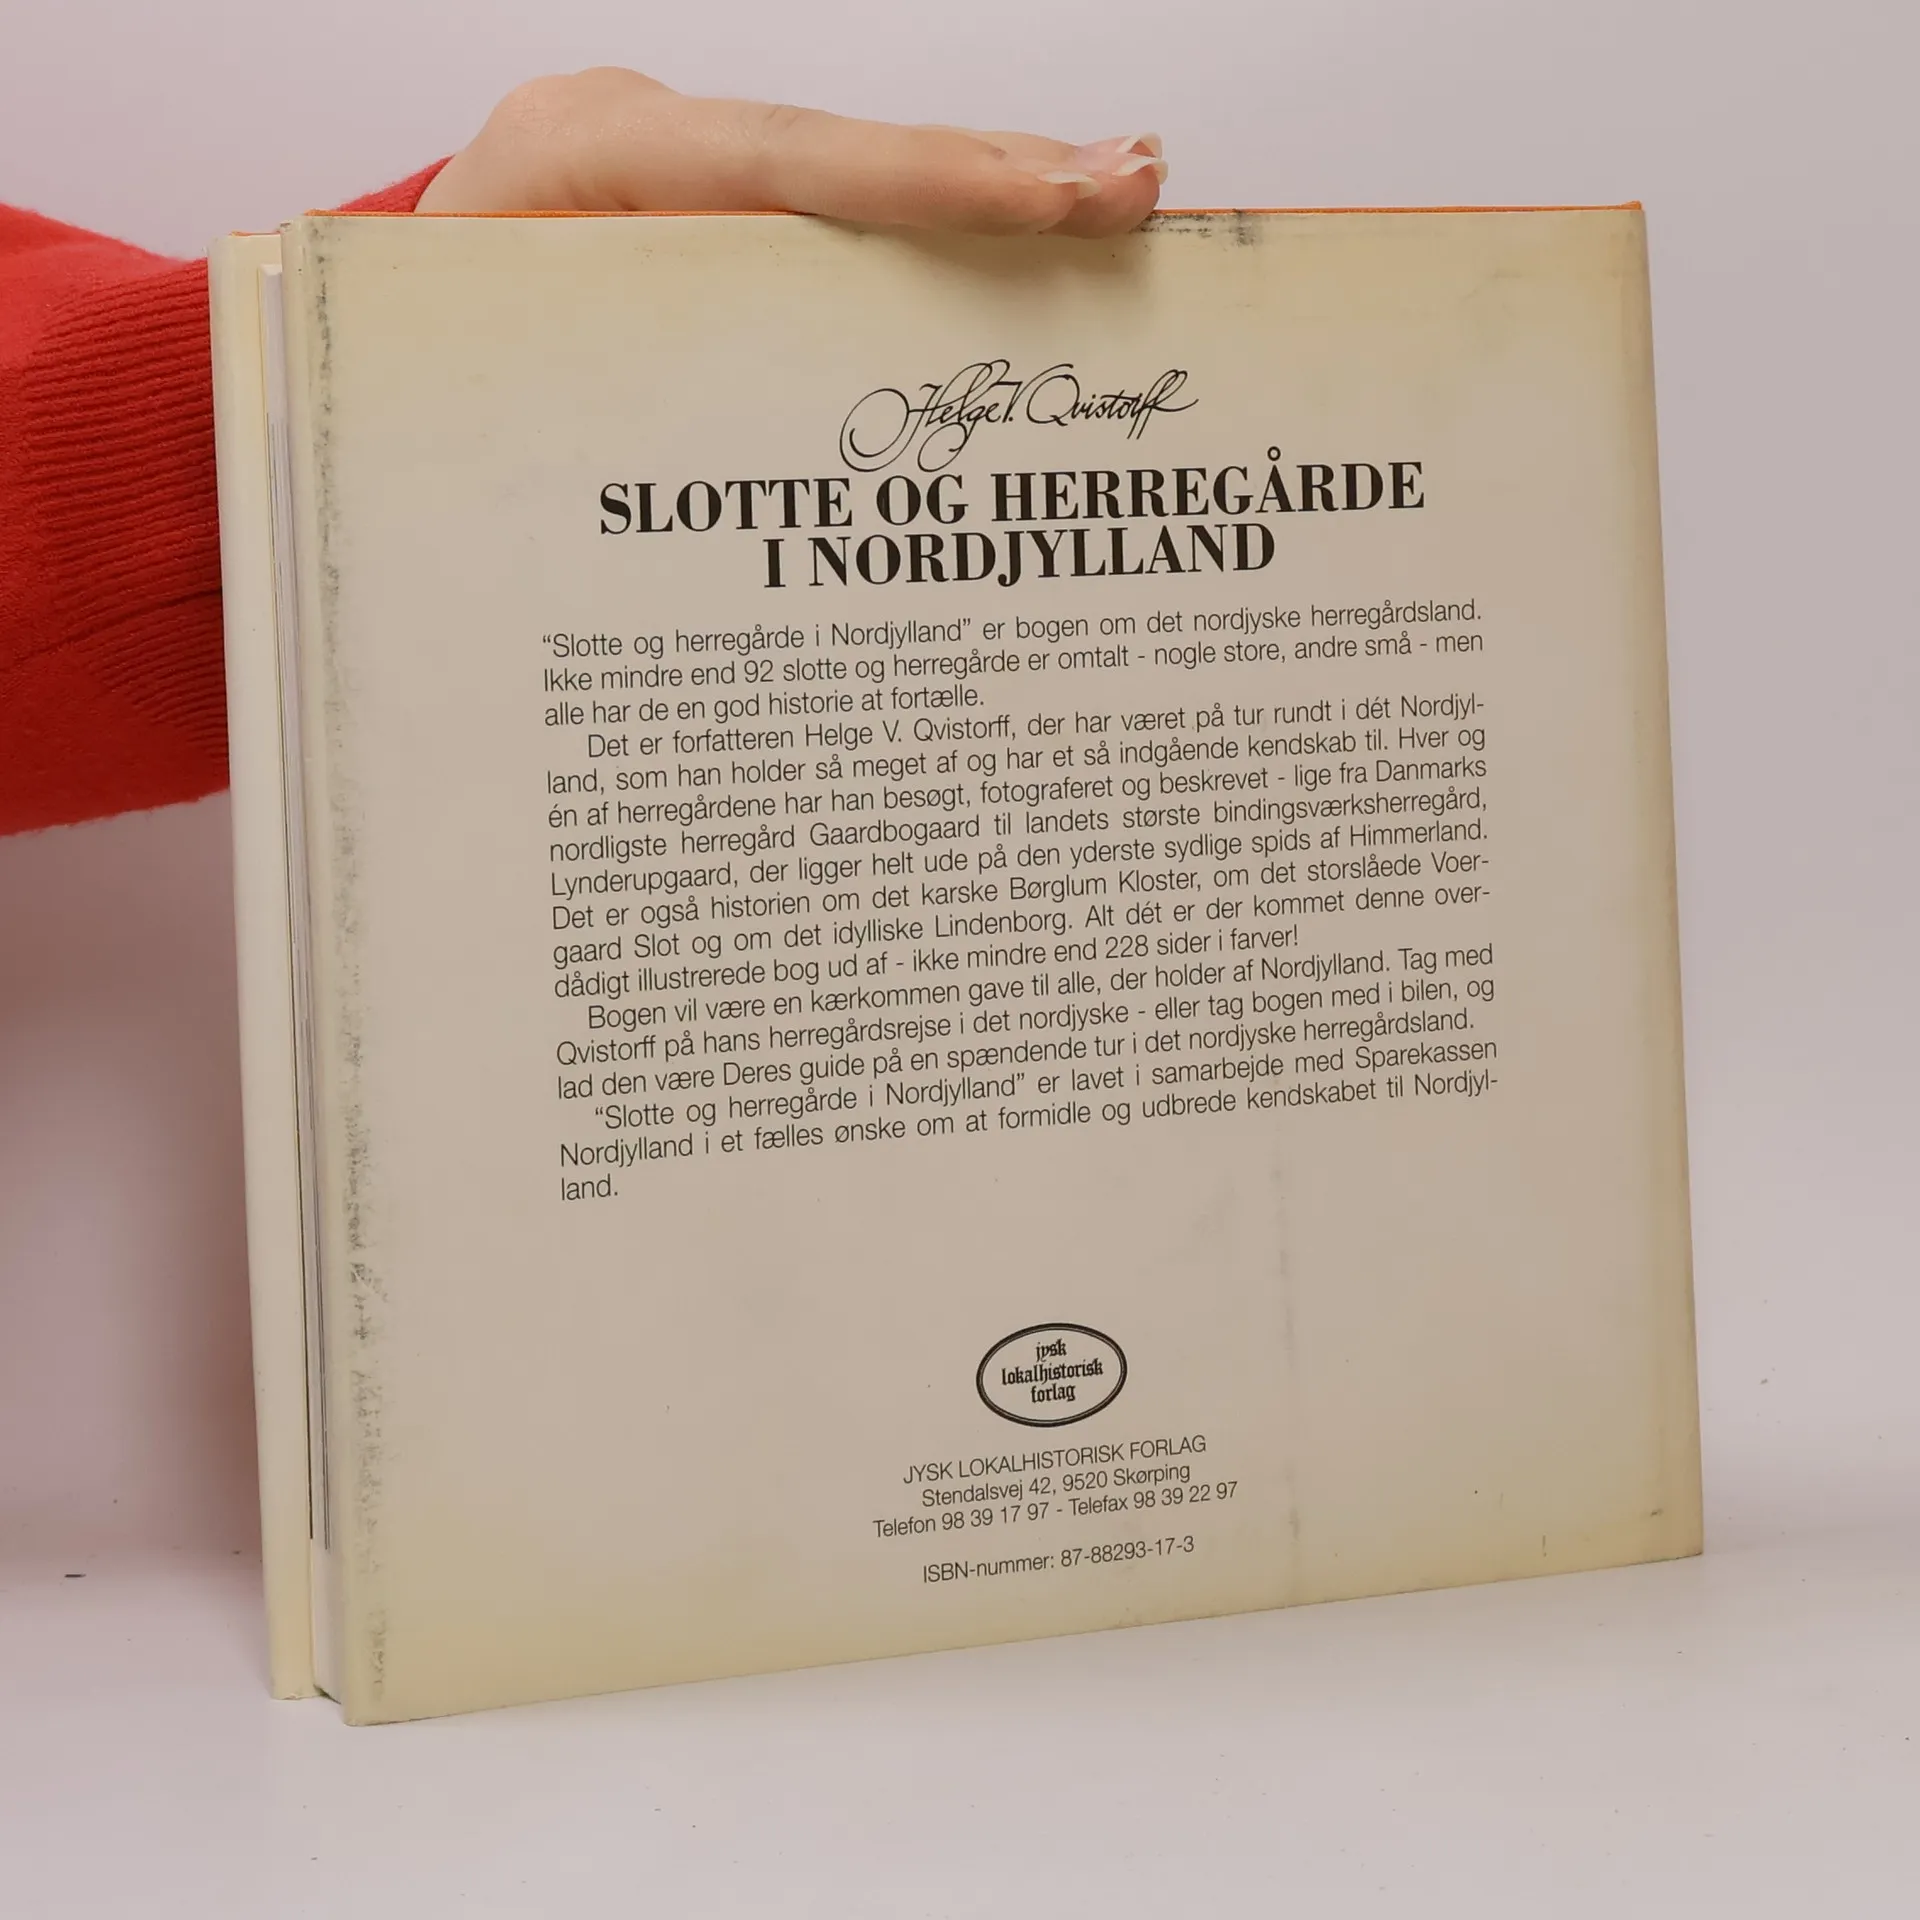 Helge V. Qvistorff
SLOTTE OG HERREGÅRDE
I NORDJYLLAND
“Slotte og herregårde i Nordjylland” er bogen om det nordjyske herregårdsland.
Ikke mindre end 92 slotte og herregårde er omtalt - nogle store, andre små - men
alle har de en god historie at fortælle.
Det er forfatteren Helge V. Qvistorff, der har været på tur rundt i dét Nordjyl-
land, som han holder så meget af og har et så indgående kendskab til. Hver og
én af herregårdene har han besøgt, fotograferet og beskrevet - lige fra Danmarks
nordligste herregård Gaardbogaard til landets største bindingsværksherregård,
Lynderupgaard, der ligger helt ude på den yderste sydlige spids af Himmerland.
Det er også historien om det karske Børglum Kloster, om det storslåede Voer-
gaard Slot og om det idylliske Lindenborg. Alt dét er der kommet denne over-
dådigt illustrerede bog ud af - ikke mindre end 228 sider i farver!
Bogen vil være en kærkommen gave til alle, der holder af Nordjylland. Tag med
Qvistorff på hans herregårdsrejse i det nordjyske - eller tag bogen med i bilen, og
lad den være Deres guide på en spændende tur i det nordjyske herregårdsland.
“Slotte og herregårde i Nordjylland” er lavet i samarbejde med Sparekassen
Nordjylland i et fælles ønske om at formidle og udbrede kendskabet til Nordjyl-
land.
jysk
lokalhistorisk
forlag
JYSK LOKALHISTORISK FORLAG
Stendalsvej 42, 9520 Skørping
Telefon 98 39 17 97 - Telefax 98 39 22 97
ISBN-nummer: 87-88293-17-3